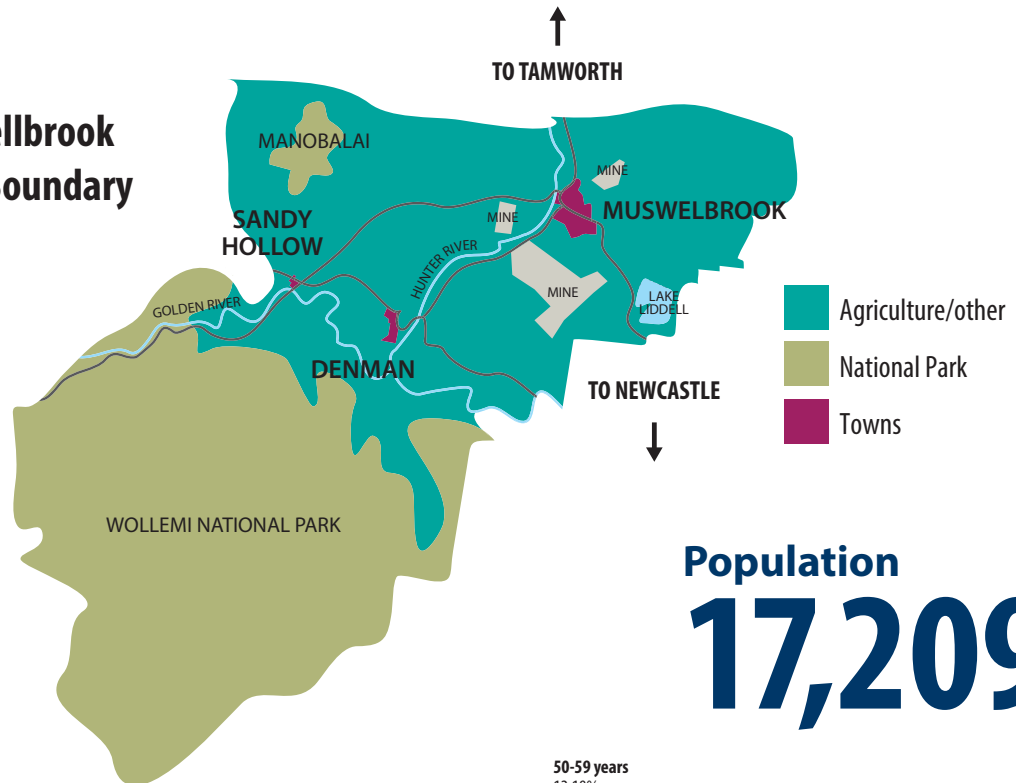 TO TAMWORTH
ellbrook
Boundary
MANOBALAI
MINE
SANDY
HOLLOW
MINE
MUSWELBROOK
HUNTER RIVER
GOLDEN RIVER
MINE
LAKE
LIDDELL
Agriculture/other
DENMAN
National Park
TO NEWCASTLE
Towns
WOLLEMI NATIONAL PARK
Population
17,209
50-59 years